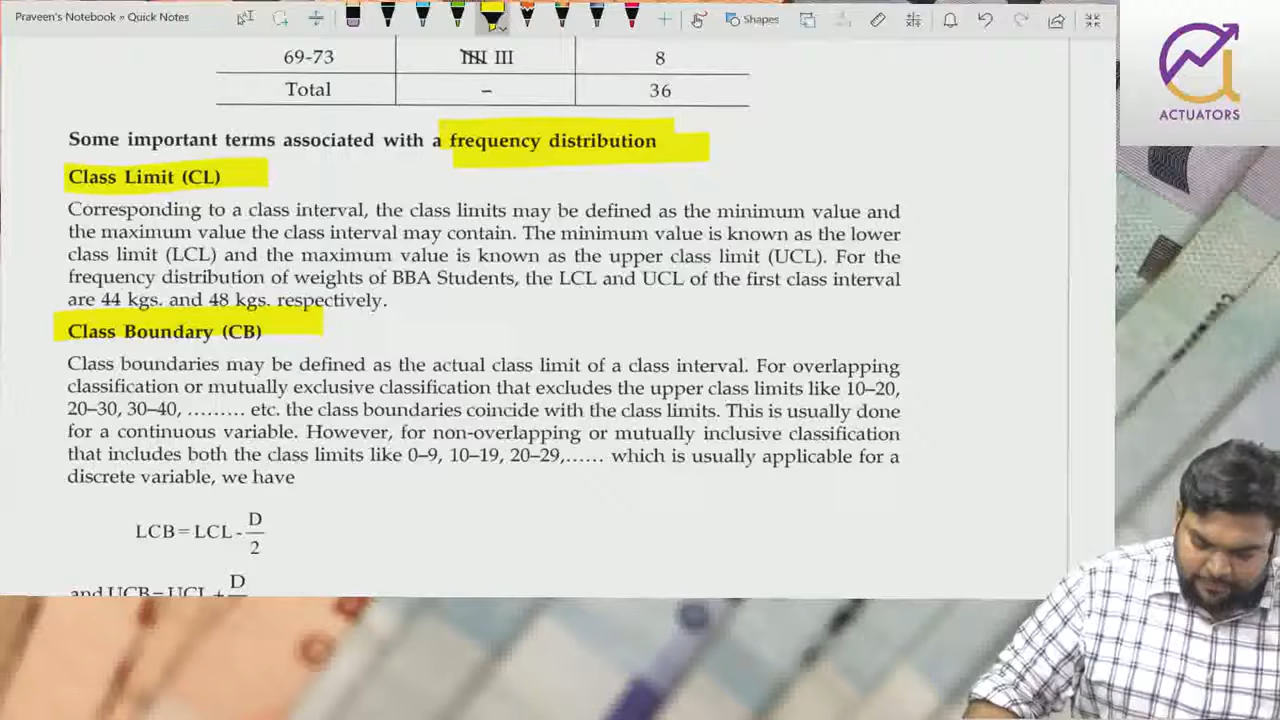 Praveen's Notebook » Quick Notes
Shapes
ACTUATORS
69-73 IIII III 8
Total – 36
Some important terms associated with a frequency distribution
Class Limit (CL)
Corresponding to a class interval, the class limits may be defined as the minimum value and
the maximum value the class interval may contain. The minimum value is known as the lower
class limit (LCL) and the maximum value is known as the upper class limit (UCL). For the
frequency distribution of weights of BBA Students, the LCL and UCL of the first class interval
are 44 kgs. and 48 kgs. respectively.
Class Boundary (CB)
Class boundaries may be defined as the actual class limit of a class interval. For overlapping
classification or mutually exclusive classification that excludes the upper class limits like 10–20,
20–30, 30–40, ......... etc. the class boundaries coincide with the class limits. This is usually done
for a continuous variable. However, for non-overlapping or mutually inclusive classification
that includes both the class limits like 0–9, 10–19, 20–29,...... which is usually applicable for a
discrete variable, we have
LCB = LCL - D/2
and UCB = UCL + D